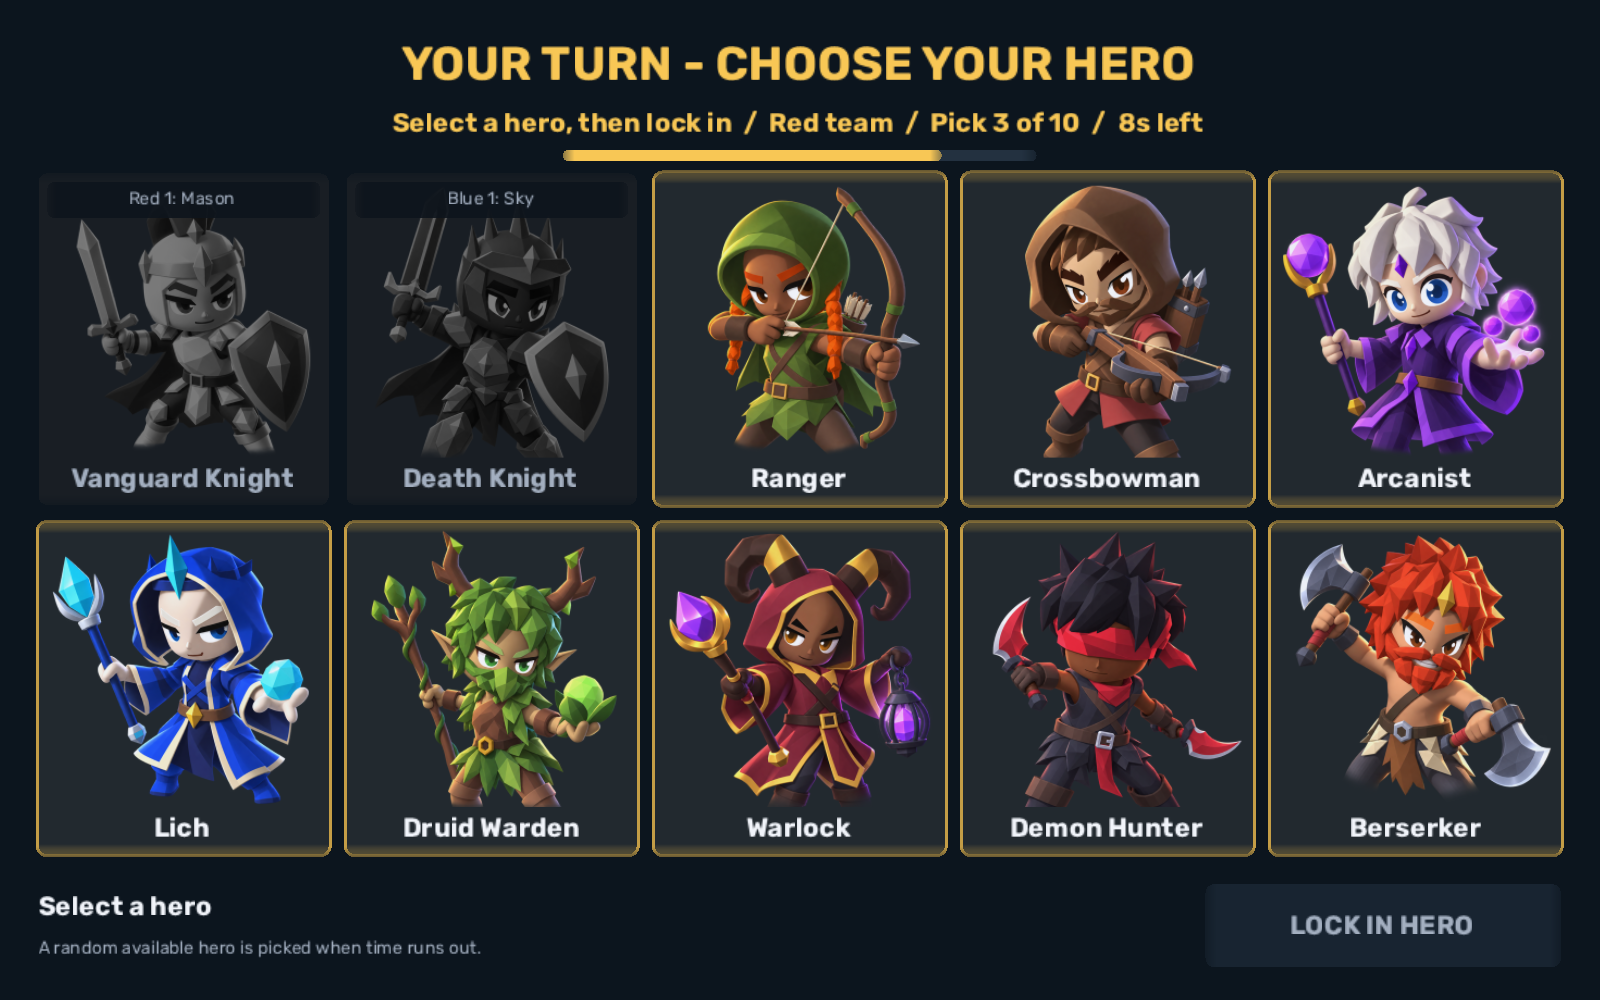 YOUR TURN - CHOOSE YOUR HERO
Select a hero, then lock in / Red team / Pick 3 of 10 / 8s left
Red 1: Mason
Blue 1: Sky
Vanguard Knight
Death Knight
Ranger
Crossbowman
Arcanist
Lich
Druid Warden
Warlock
Demon Hunter
Berserker
Select a hero
A random available hero is picked when time runs out.
LOCK IN HERO